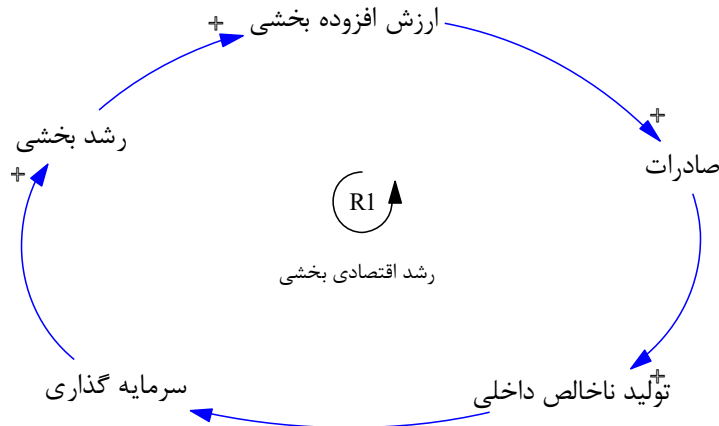 ارزش افزوده بخشی
+
+
رشد بخشی
+
صادرات
R1
رشد اقتصادی بخشی
تولید ناخالص داخلی
+
سرمایه گذاری